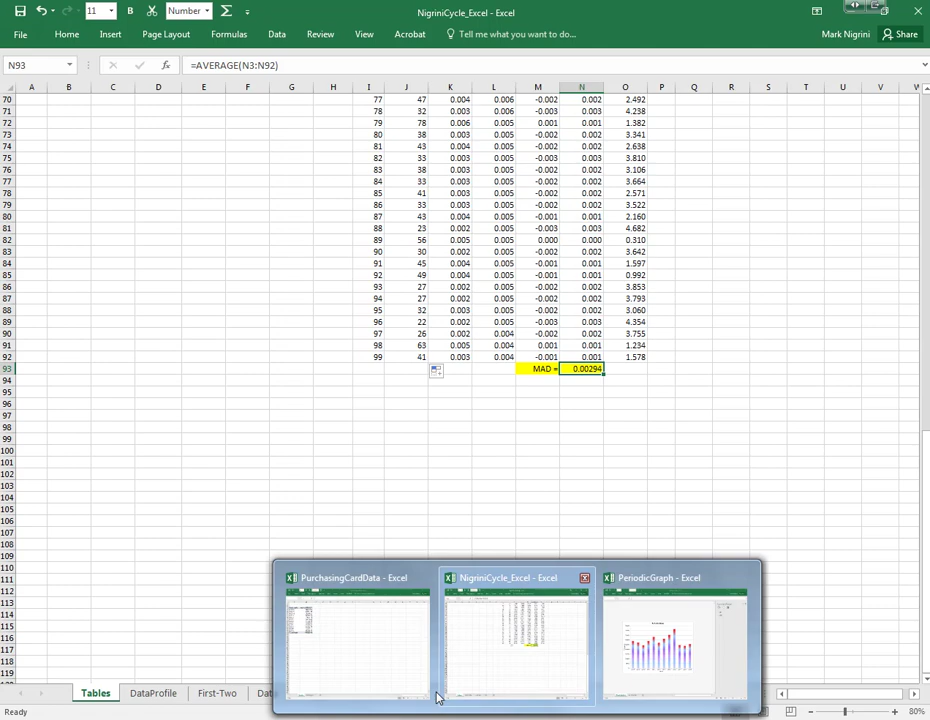 11 B Number NigriniCycle_Excel - Excel
File Home Insert Page Layout Formulas Data Review View Acrobat Tell me what you want to do... Mark Nigrini Share
N93 fx =AVERAGE(N3:N92)
A B C D E F G H I J K L M N O P Q R S T U V W
70 77 47 0.004 0.006 -0.002 0.002 2.492
71 78 32 0.003 0.006 -0.003 0.003 4.238
72 79 78 0.006 0.005 0.001 0.001 1.382
73 80 38 0.003 0.005 -0.002 0.002 3.341
74 81 43 0.004 0.005 -0.002 0.002 2.638
75 82 33 0.003 0.005 -0.003 0.003 3.810
76 83 38 0.003 0.005 -0.002 0.002 3.106
77 84 33 0.003 0.005 -0.002 0.002 3.664
78 85 41 0.003 0.005 -0.002 0.002 2.571
79 86 33 0.003 0.005 -0.002 0.002 3.522
80 87 43 0.004 0.005 -0.001 0.001 2.160
81 88 23 0.002 0.005 -0.003 0.003 4.682
82 89 56 0.005 0.005 0.000 0.000 0.310
83 90 30 0.002 0.005 -0.002 0.002 3.642
84 91 45 0.004 0.005 -0.001 0.001 1.597
85 92 49 0.004 0.005 -0.001 0.001 0.992
86 93 27 0.002 0.005 -0.002 0.002 3.853
87 94 27 0.002 0.005 -0.002 0.002 3.793
88 95 32 0.003 0.005 -0.002 0.002 3.060
89 96 22 0.002 0.005 -0.003 0.003 4.354
90 97 26 0.002 0.004 -0.002 0.002 3.755
91 98 63 0.005 0.004 0.001 0.001 1.234
92 99 41 0.003 0.004 -0.001 0.001 1.578
93 MAD = 0.00294
94
95
96
97
98
99
100
101
102
103
104
105
106
107
108
109
110
111 PurchasingCardData - Excel NigriniCycle_Excel - Excel PeriodicGraph - Excel
112
113
114
115
116
117
118
119
Tables DataProfile First-Two Dat
Ready 80%